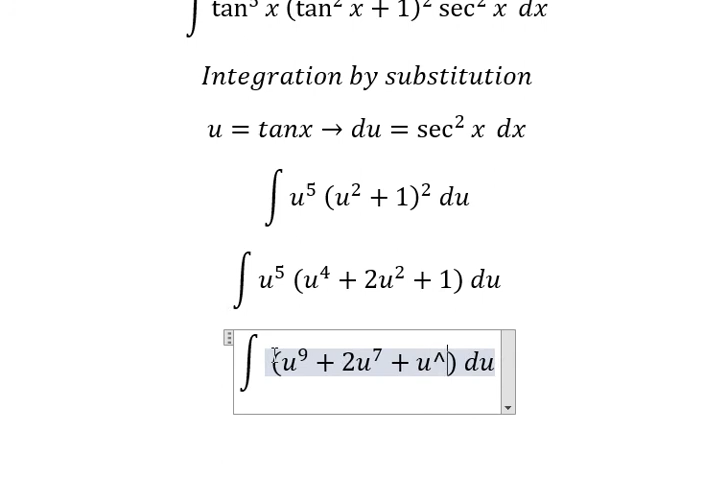 ∫ tan⁵ x (tan² x + 1)² sec² x dx
Integration by substitution
u = tanx → du = sec² x dx
∫ u⁵ (u² + 1)² du
∫ u⁵ (u⁴ + 2u² + 1) du
∫ (u⁹ + 2u⁷ + u^) du